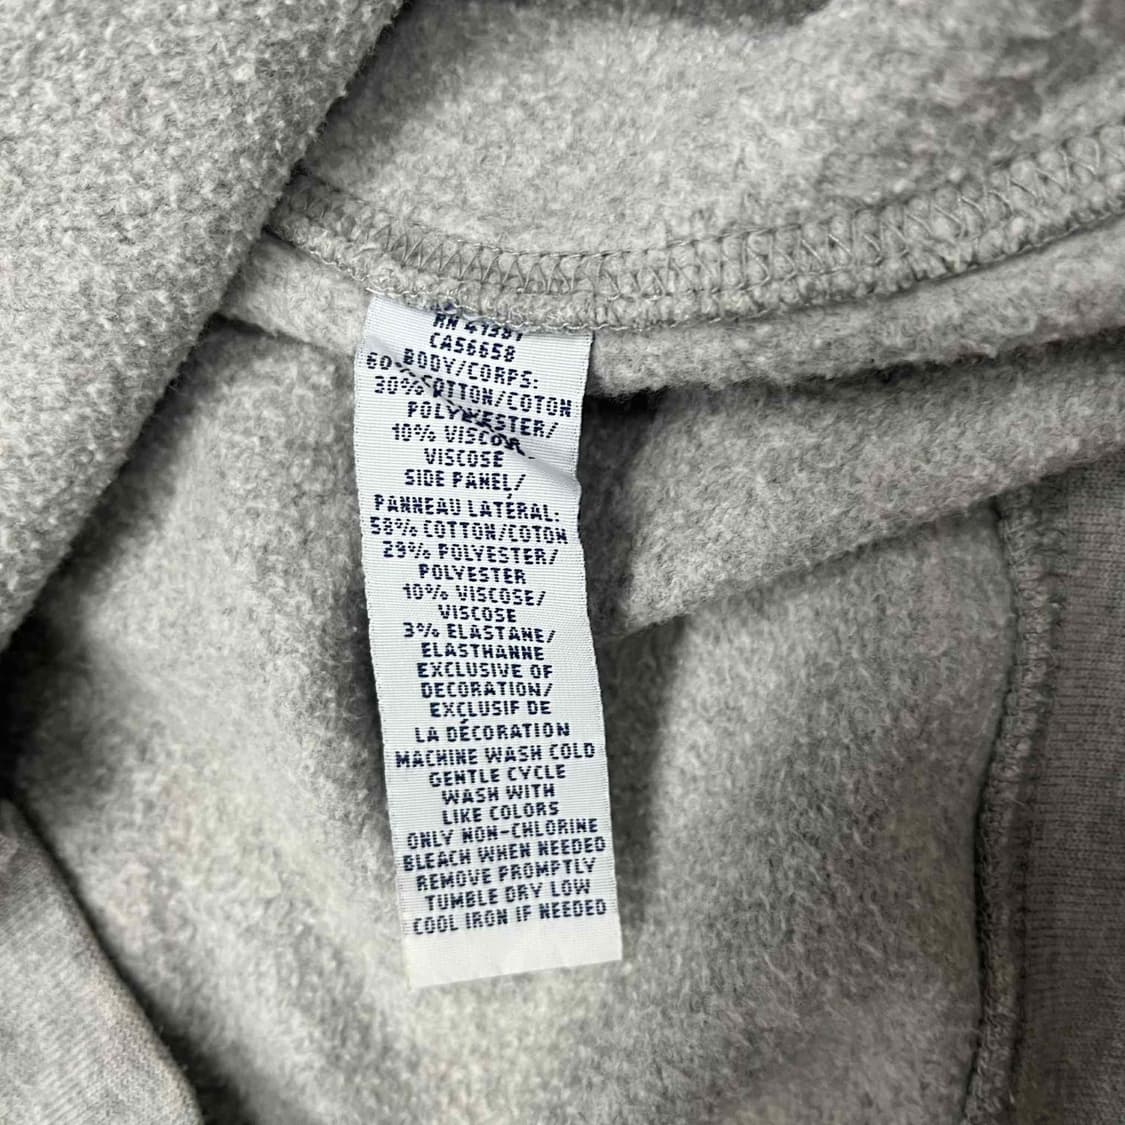 RN 41381
CA56658
BODY/CORPS:
60% COTTON/COTON
30% POLYESTER/
10% VISCOSE
VISCOSE
SIDE PANEL/
PANNEAU LATÉRAL:
58% COTTON/COTON
29% POLYESTER/
POLYESTER
10% VISCOSE/
VISCOSE
3% ELASTANE/
ELASTHANNE
EXCLUSIVE OF
DECORATION/
EXCLUSIF DE
LA DÉCORATION
MACHINE WASH COLD
GENTLE CYCLE
WASH WITH
LIKE COLORS
ONLY NON-CHLORINE
BLEACH WHEN NEEDED
REMOVE PROMPTLY
TUMBLE DRY LOW
COOL IRON IF NEEDED